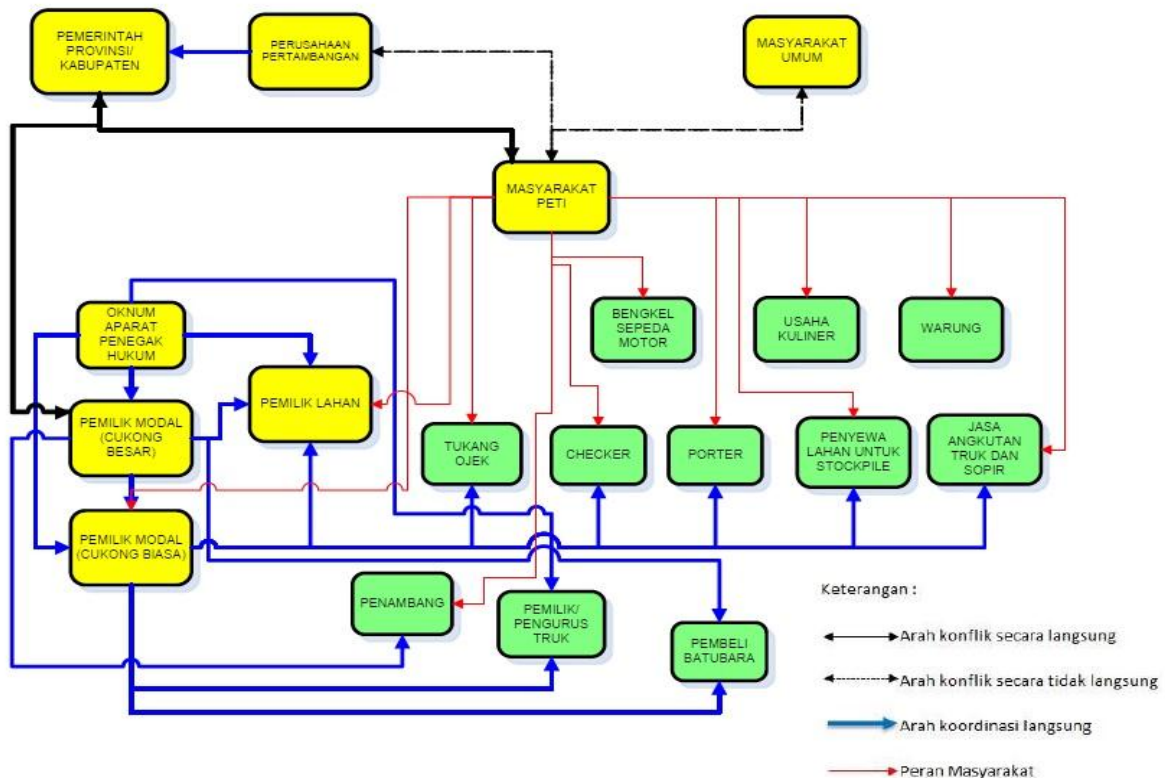 PEMERINTAH
PROVINSI/
KABUPATEN
PERUSAHAAN
PERTAMBANGAN
MASYARAKAT
UMUM
MASYARAKAT
PETI
OKNUM
APARAT
PENEGAK
HUKUM
BENGKEL
SEPEDA
MOTOR
USAHA
KULINER
WARUNG
PEMILIK LAHAN
PEMILIK MODAL
(CUKONG
BESAR)
TUKANG
OJEK
CHECKER
PORTER
PENYEWA
LAHAN UNTUK
STOCKPILE
JASA
ANGKUTAN
TRUK DAN
SOPIR
PEMILIK MODAL
(CUKONG BIASA)
PENAMBANG
PEMILIK/
PENGURUS
TRUK
PEMBELI
BATUBARA
Keterangan :
Arah konflik secara langsung
Arah konflik secara tidak langsung
Arah koordinasi langsung
Peran Masyarakat